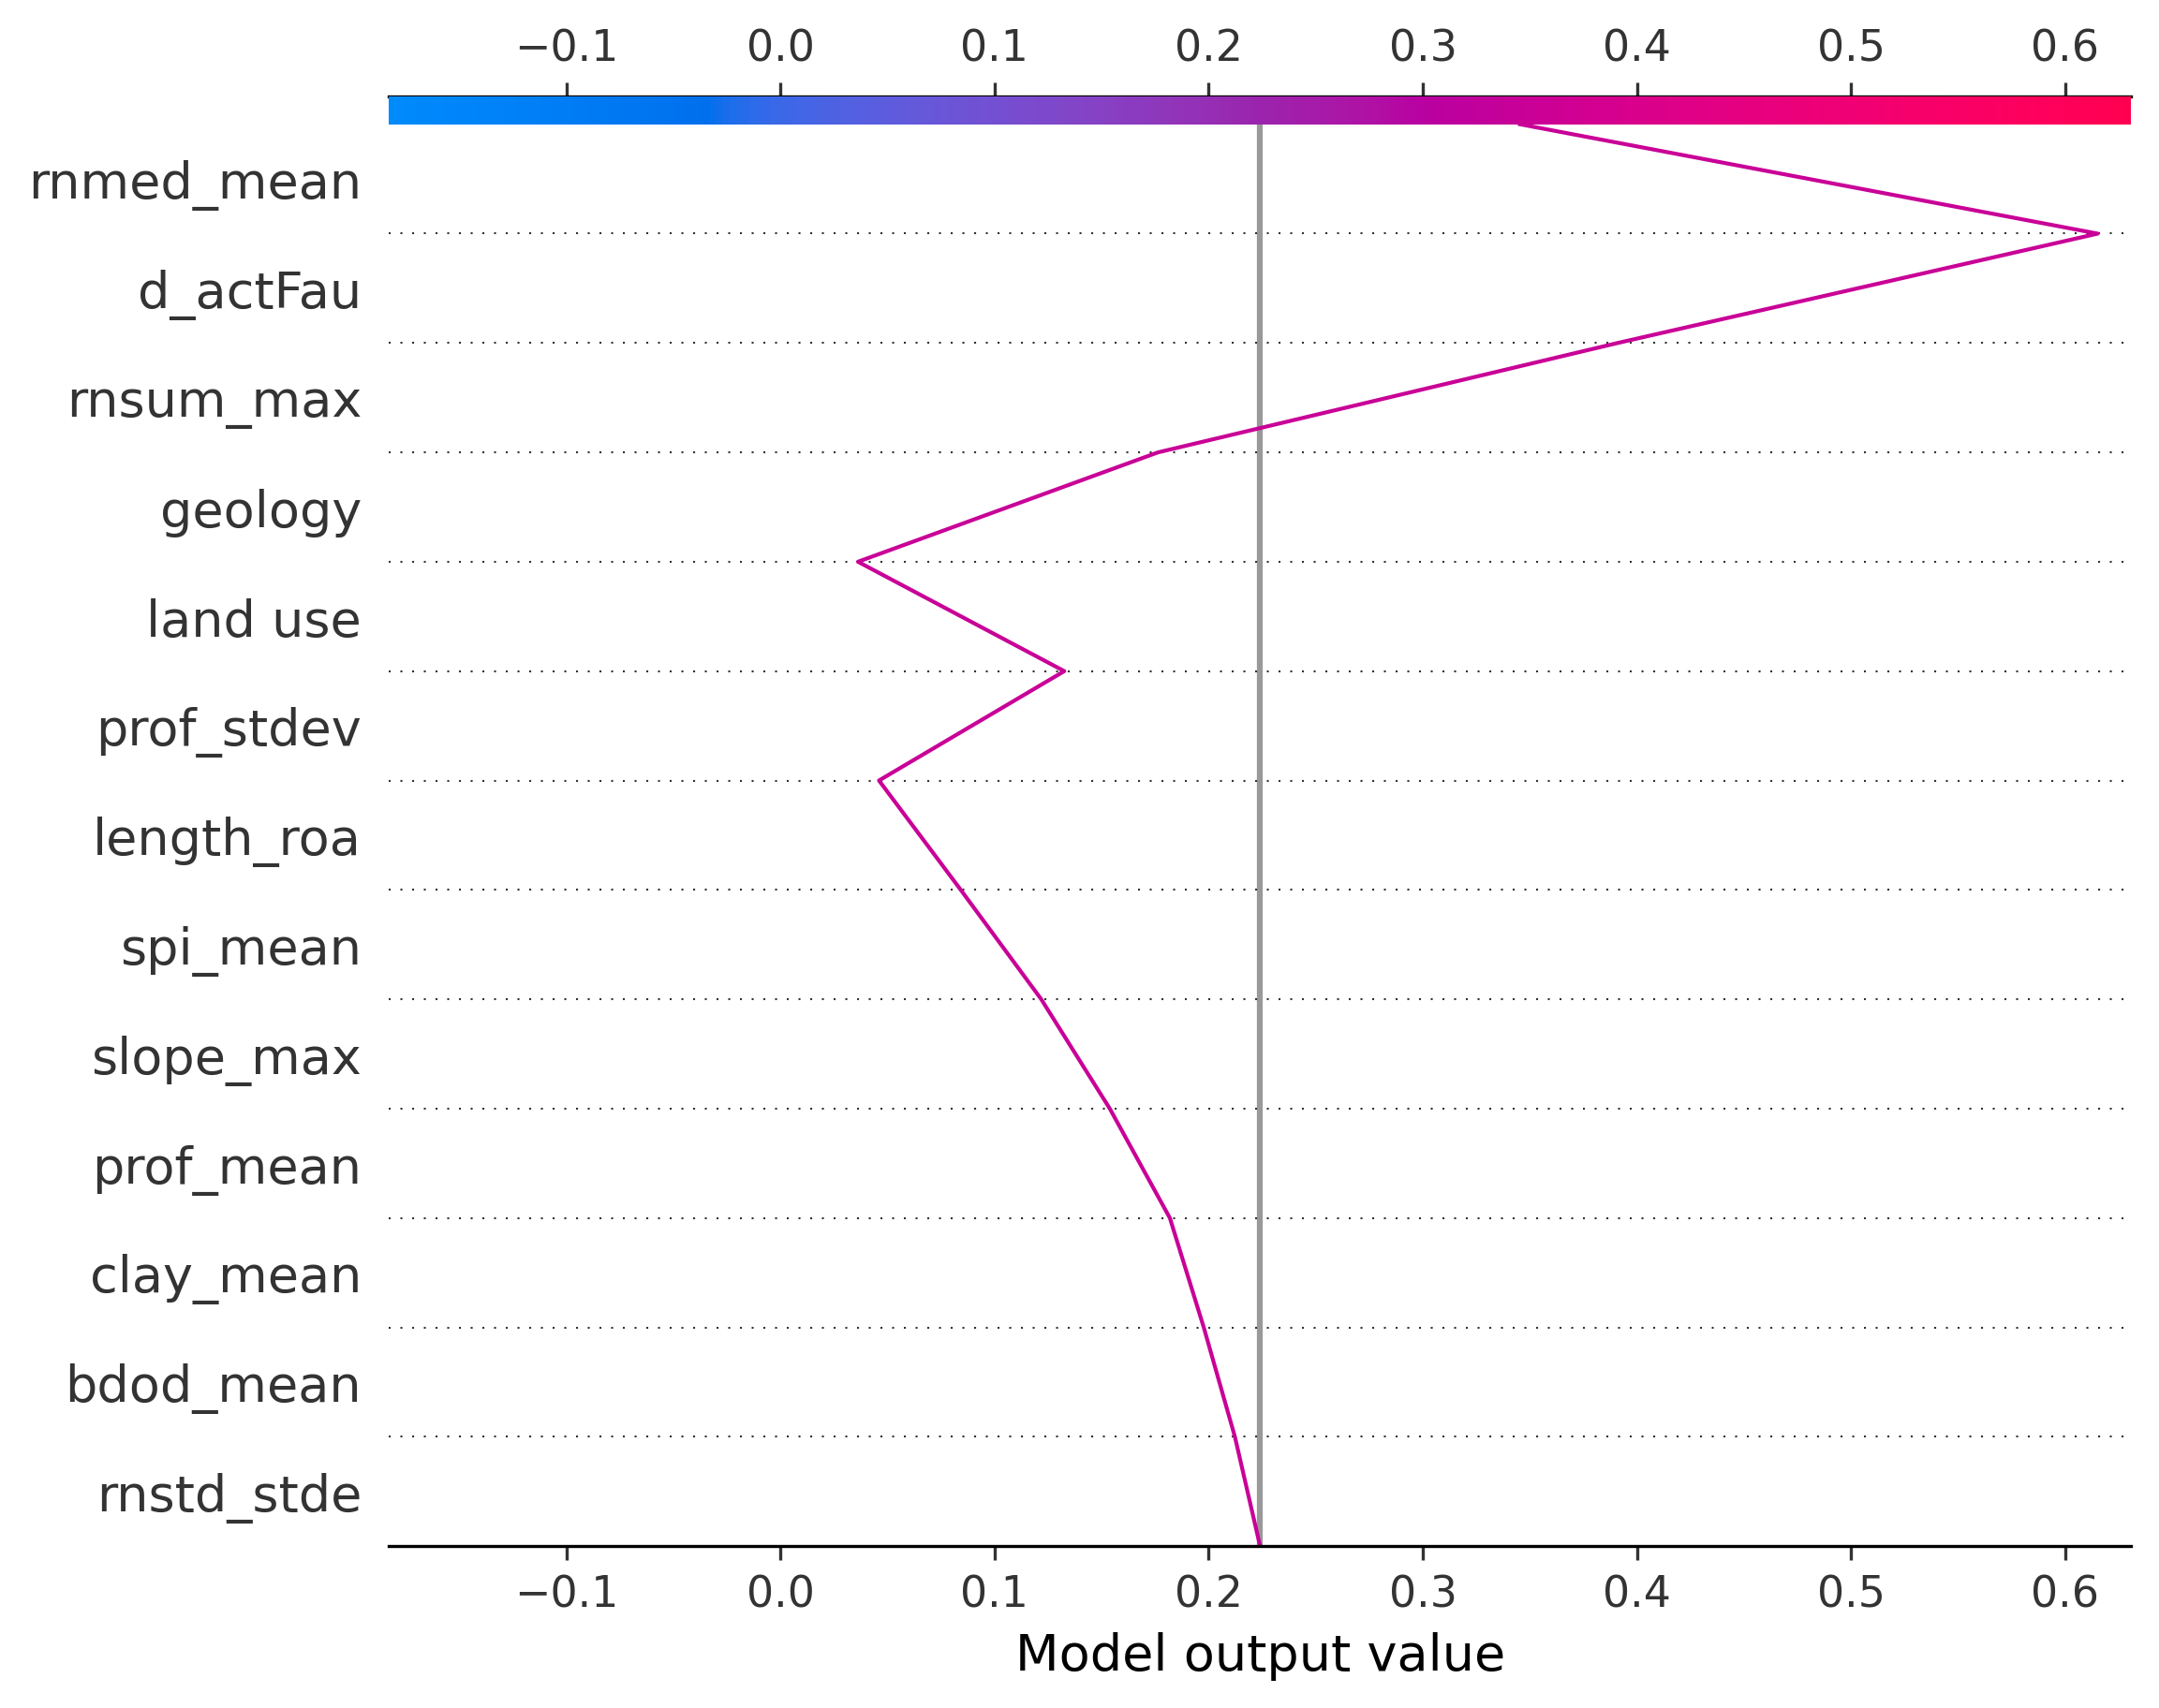 −0.1 0.0 0.1 0.2 0.3 0.4 0.5 0.6
rnmed_mean
d_actFau
rnsum_max
geology
land use
prof_stdev
length_roa
spi_mean
slope_max
prof_mean
clay_mean
bdod_mean
rnstd_stde
−0.1 0.0 0.1 0.2 0.3 0.4 0.5 0.6
Model output value